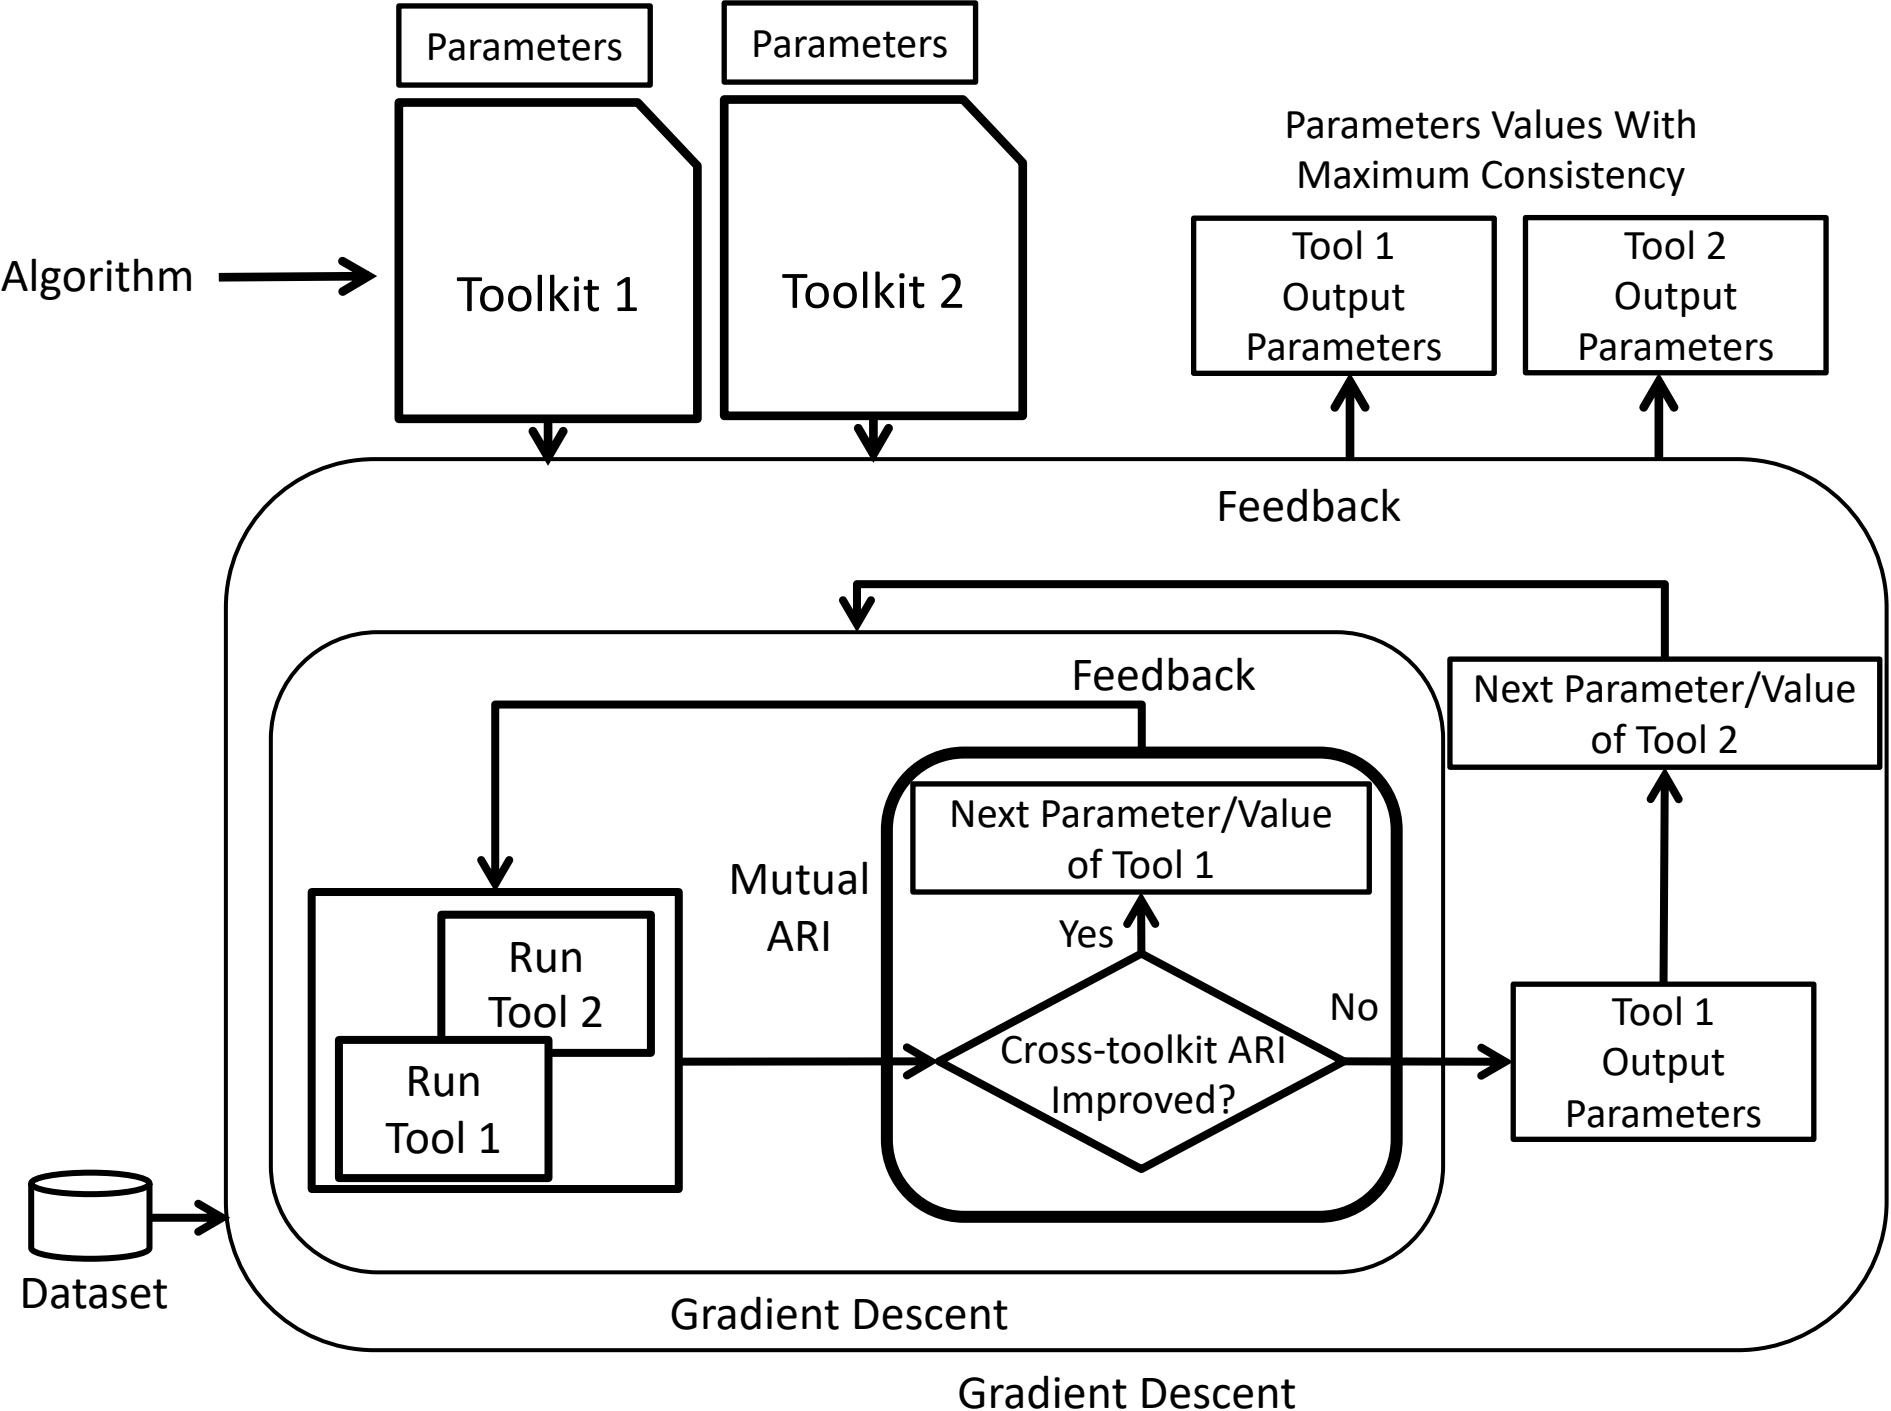 Parameters
Parameters
Parameters Values With
Maximum Consistency
Algorithm
Toolkit 1
Toolkit 2
Tool 1
Output
Parameters
Tool 2
Output
Parameters
Feedback
Feedback
Next Parameter/Value
of Tool 2
Next Parameter/Value
of Tool 1
Mutual
ARI
Yes
No
Run
Tool 2
Run
Tool 1
Cross-toolkit ARI
Improved?
Tool 1
Output
Parameters
Dataset
Gradient Descent
Gradient Descent